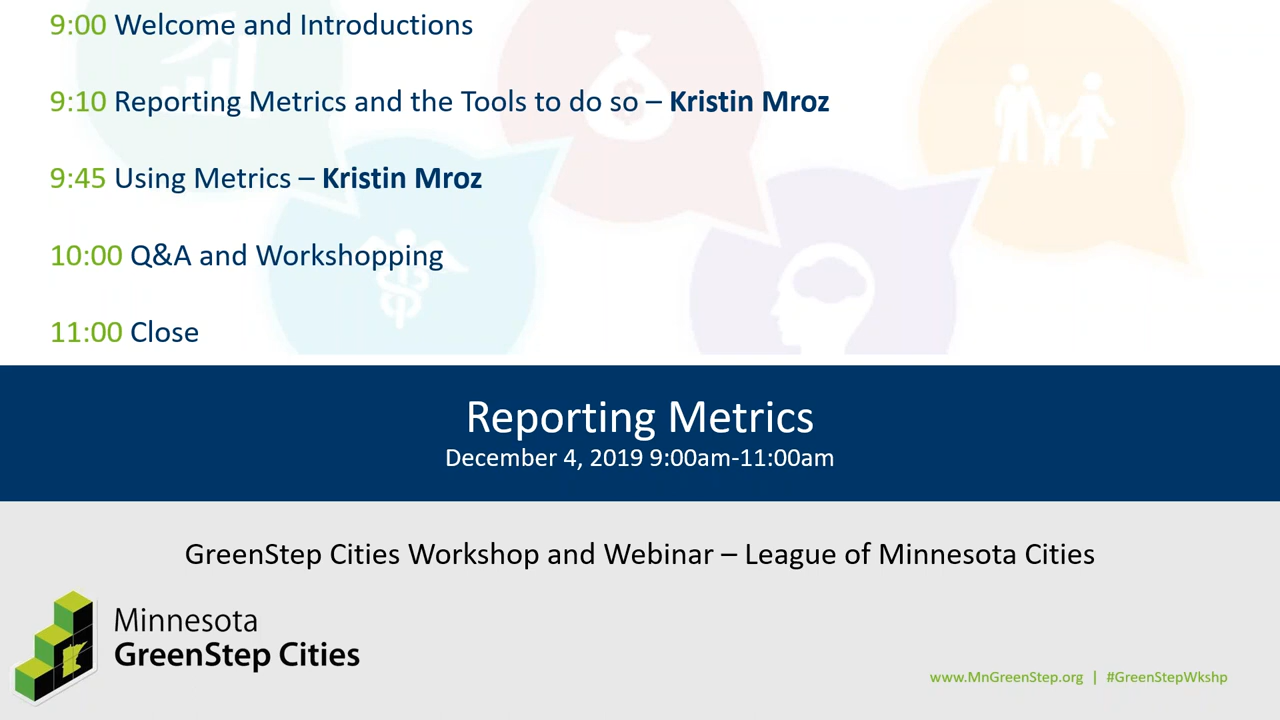 9:00 Welcome and Introductions
9:10 Reporting Metrics and the Tools to do so – Kristin Mroz
9:45 Using Metrics – Kristin Mroz
10:00 Q&A and Workshopping
11:00 Close
Reporting Metrics
December 4, 2019 9:00am-11:00am
GreenStep Cities Workshop and Webinar – League of Minnesota Cities
Minnesota
GreenStep Cities
www.MnGreenStep.org | #GreenStepWkshp